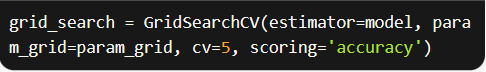 grid_search = GridSearchCV(estimator=model, para
m_grid=param_grid, cv=5, scoring='accuracy')